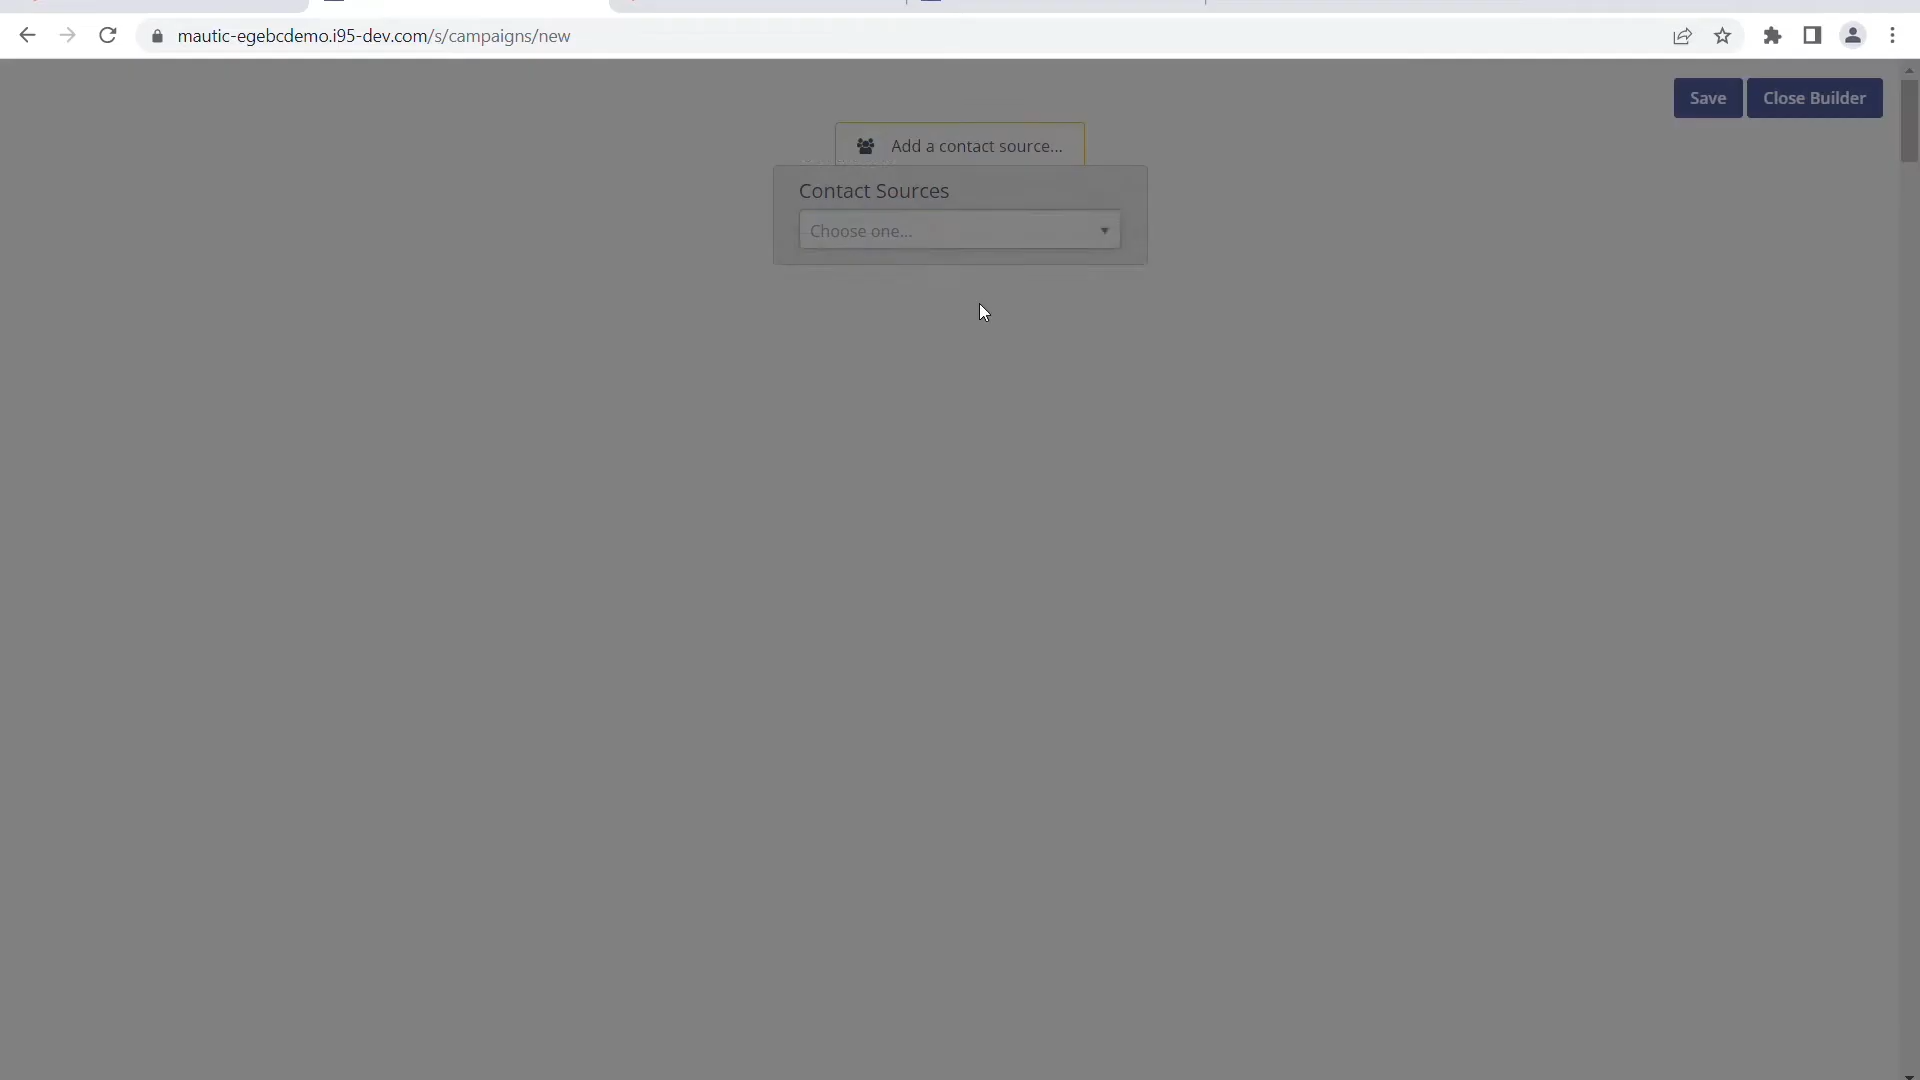 mautic-egebcdemo.i95-dev.com/s/campaigns/new
Save
Close Builder
Add a contact source...
Contact Sources
Choose one...